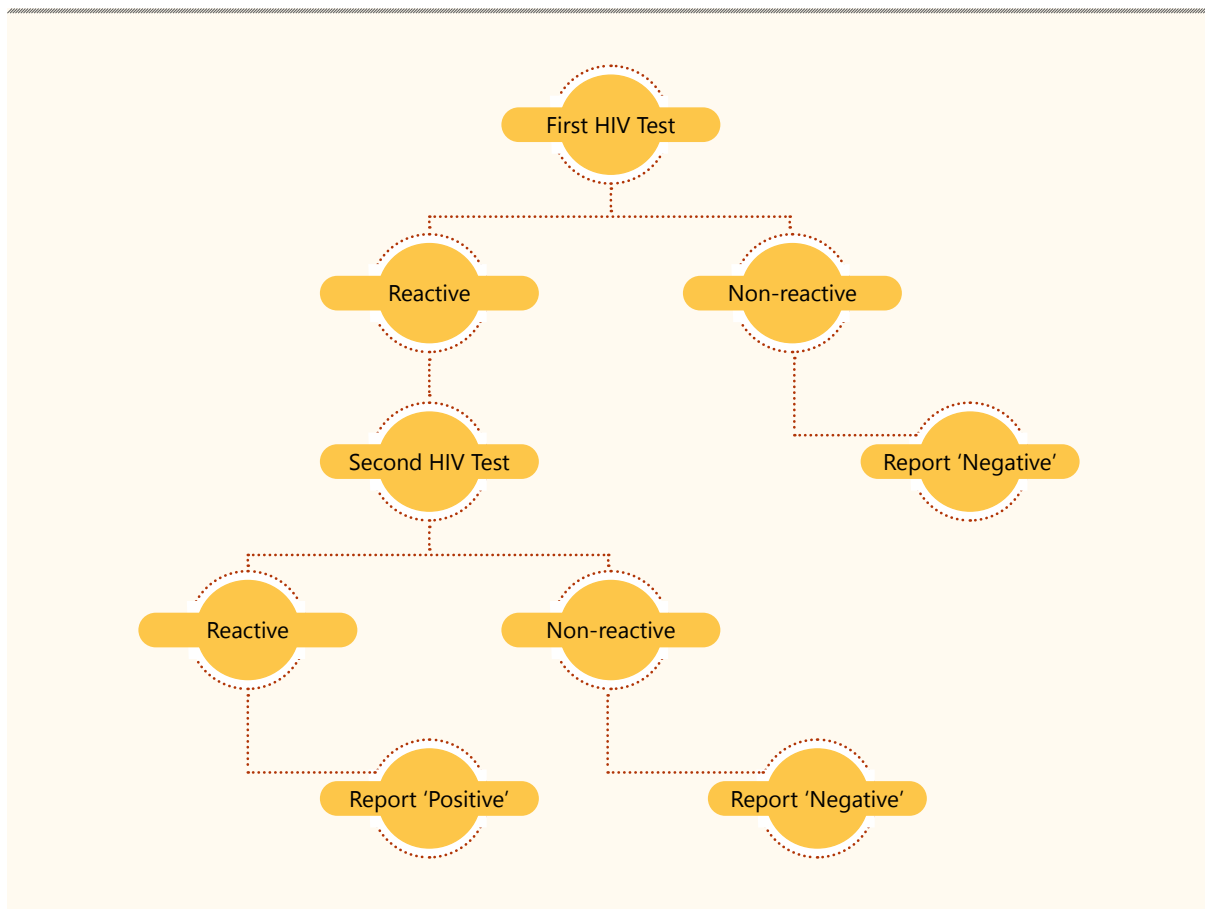 First HIV Test
Reactive
Non-reactive
Second HIV Test
Report ‘Negative’
Reactive
Non-reactive
Report ‘Positive’
Report ‘Negative’